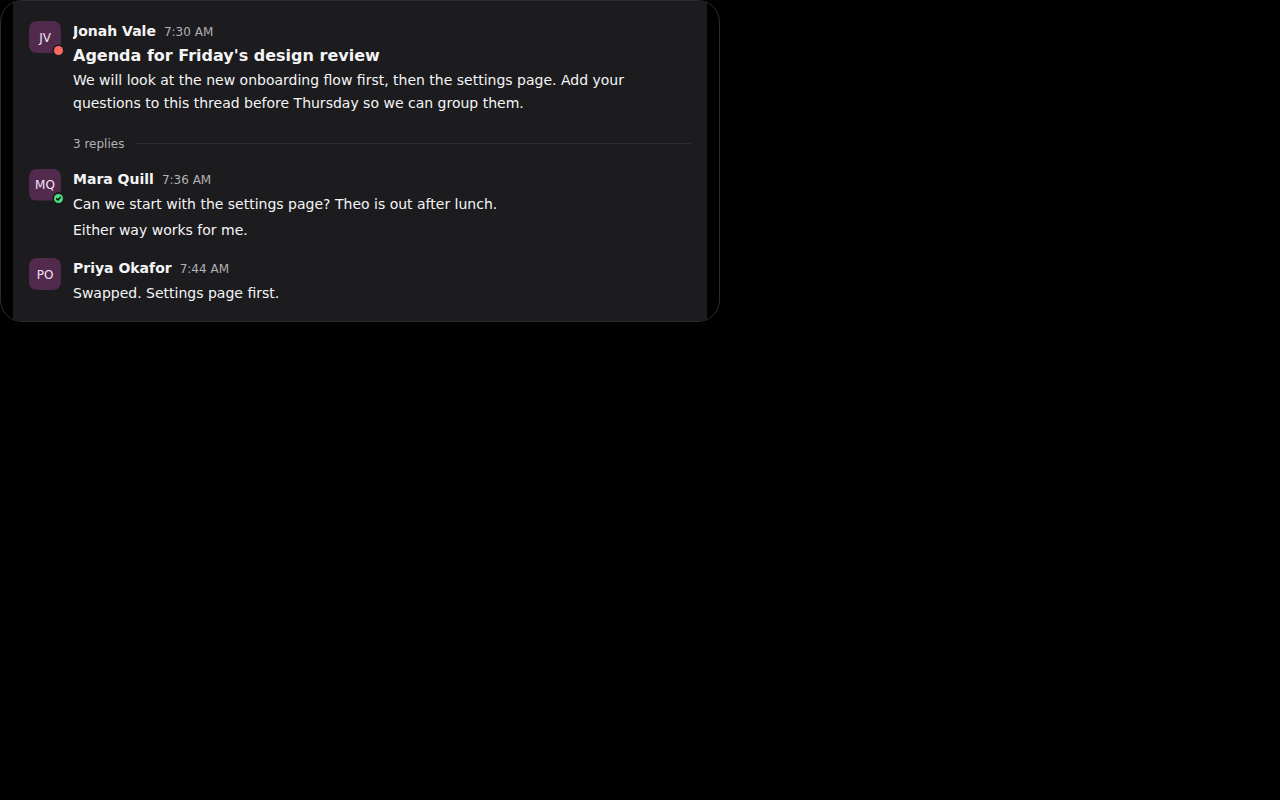 JV
Jonah Vale 7:30 AM
Agenda for Friday's design review
We will look at the new onboarding flow first, then the settings page. Add your
questions to this thread before Thursday so we can group them.
3 replies
MQ
Mara Quill 7:36 AM
Can we start with the settings page? Theo is out after lunch.
Either way works for me.
PO
Priya Okafor 7:44 AM
Swapped. Settings page first.